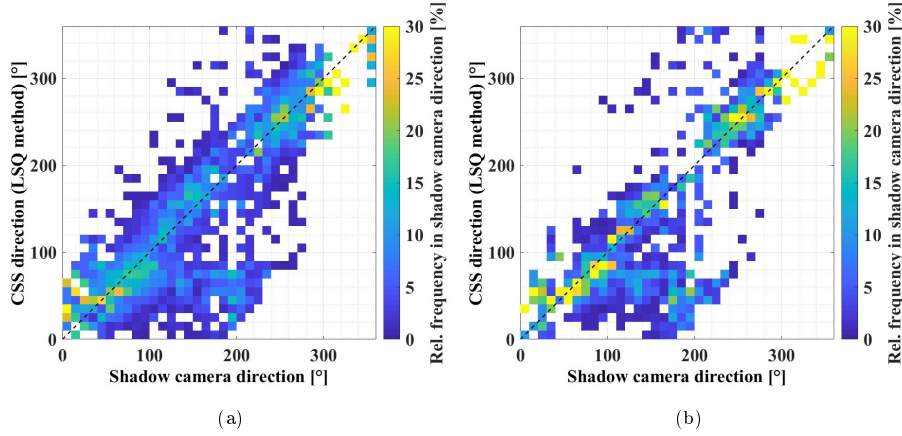 CSS direction (LSQ method) [°]
300
200
100
0
0 100 200 300
Shadow camera direction [°]
30
25
20
15
10
5
0
Rel. frequency in shadow camera direction [%]
(a)
CSS direction (LSQ method) [°]
300
200
100
0
0 100 200 300
Shadow camera direction [°]
30
25
20
15
10
5
0
Rel. frequency in shadow camera direction [%]
(b)